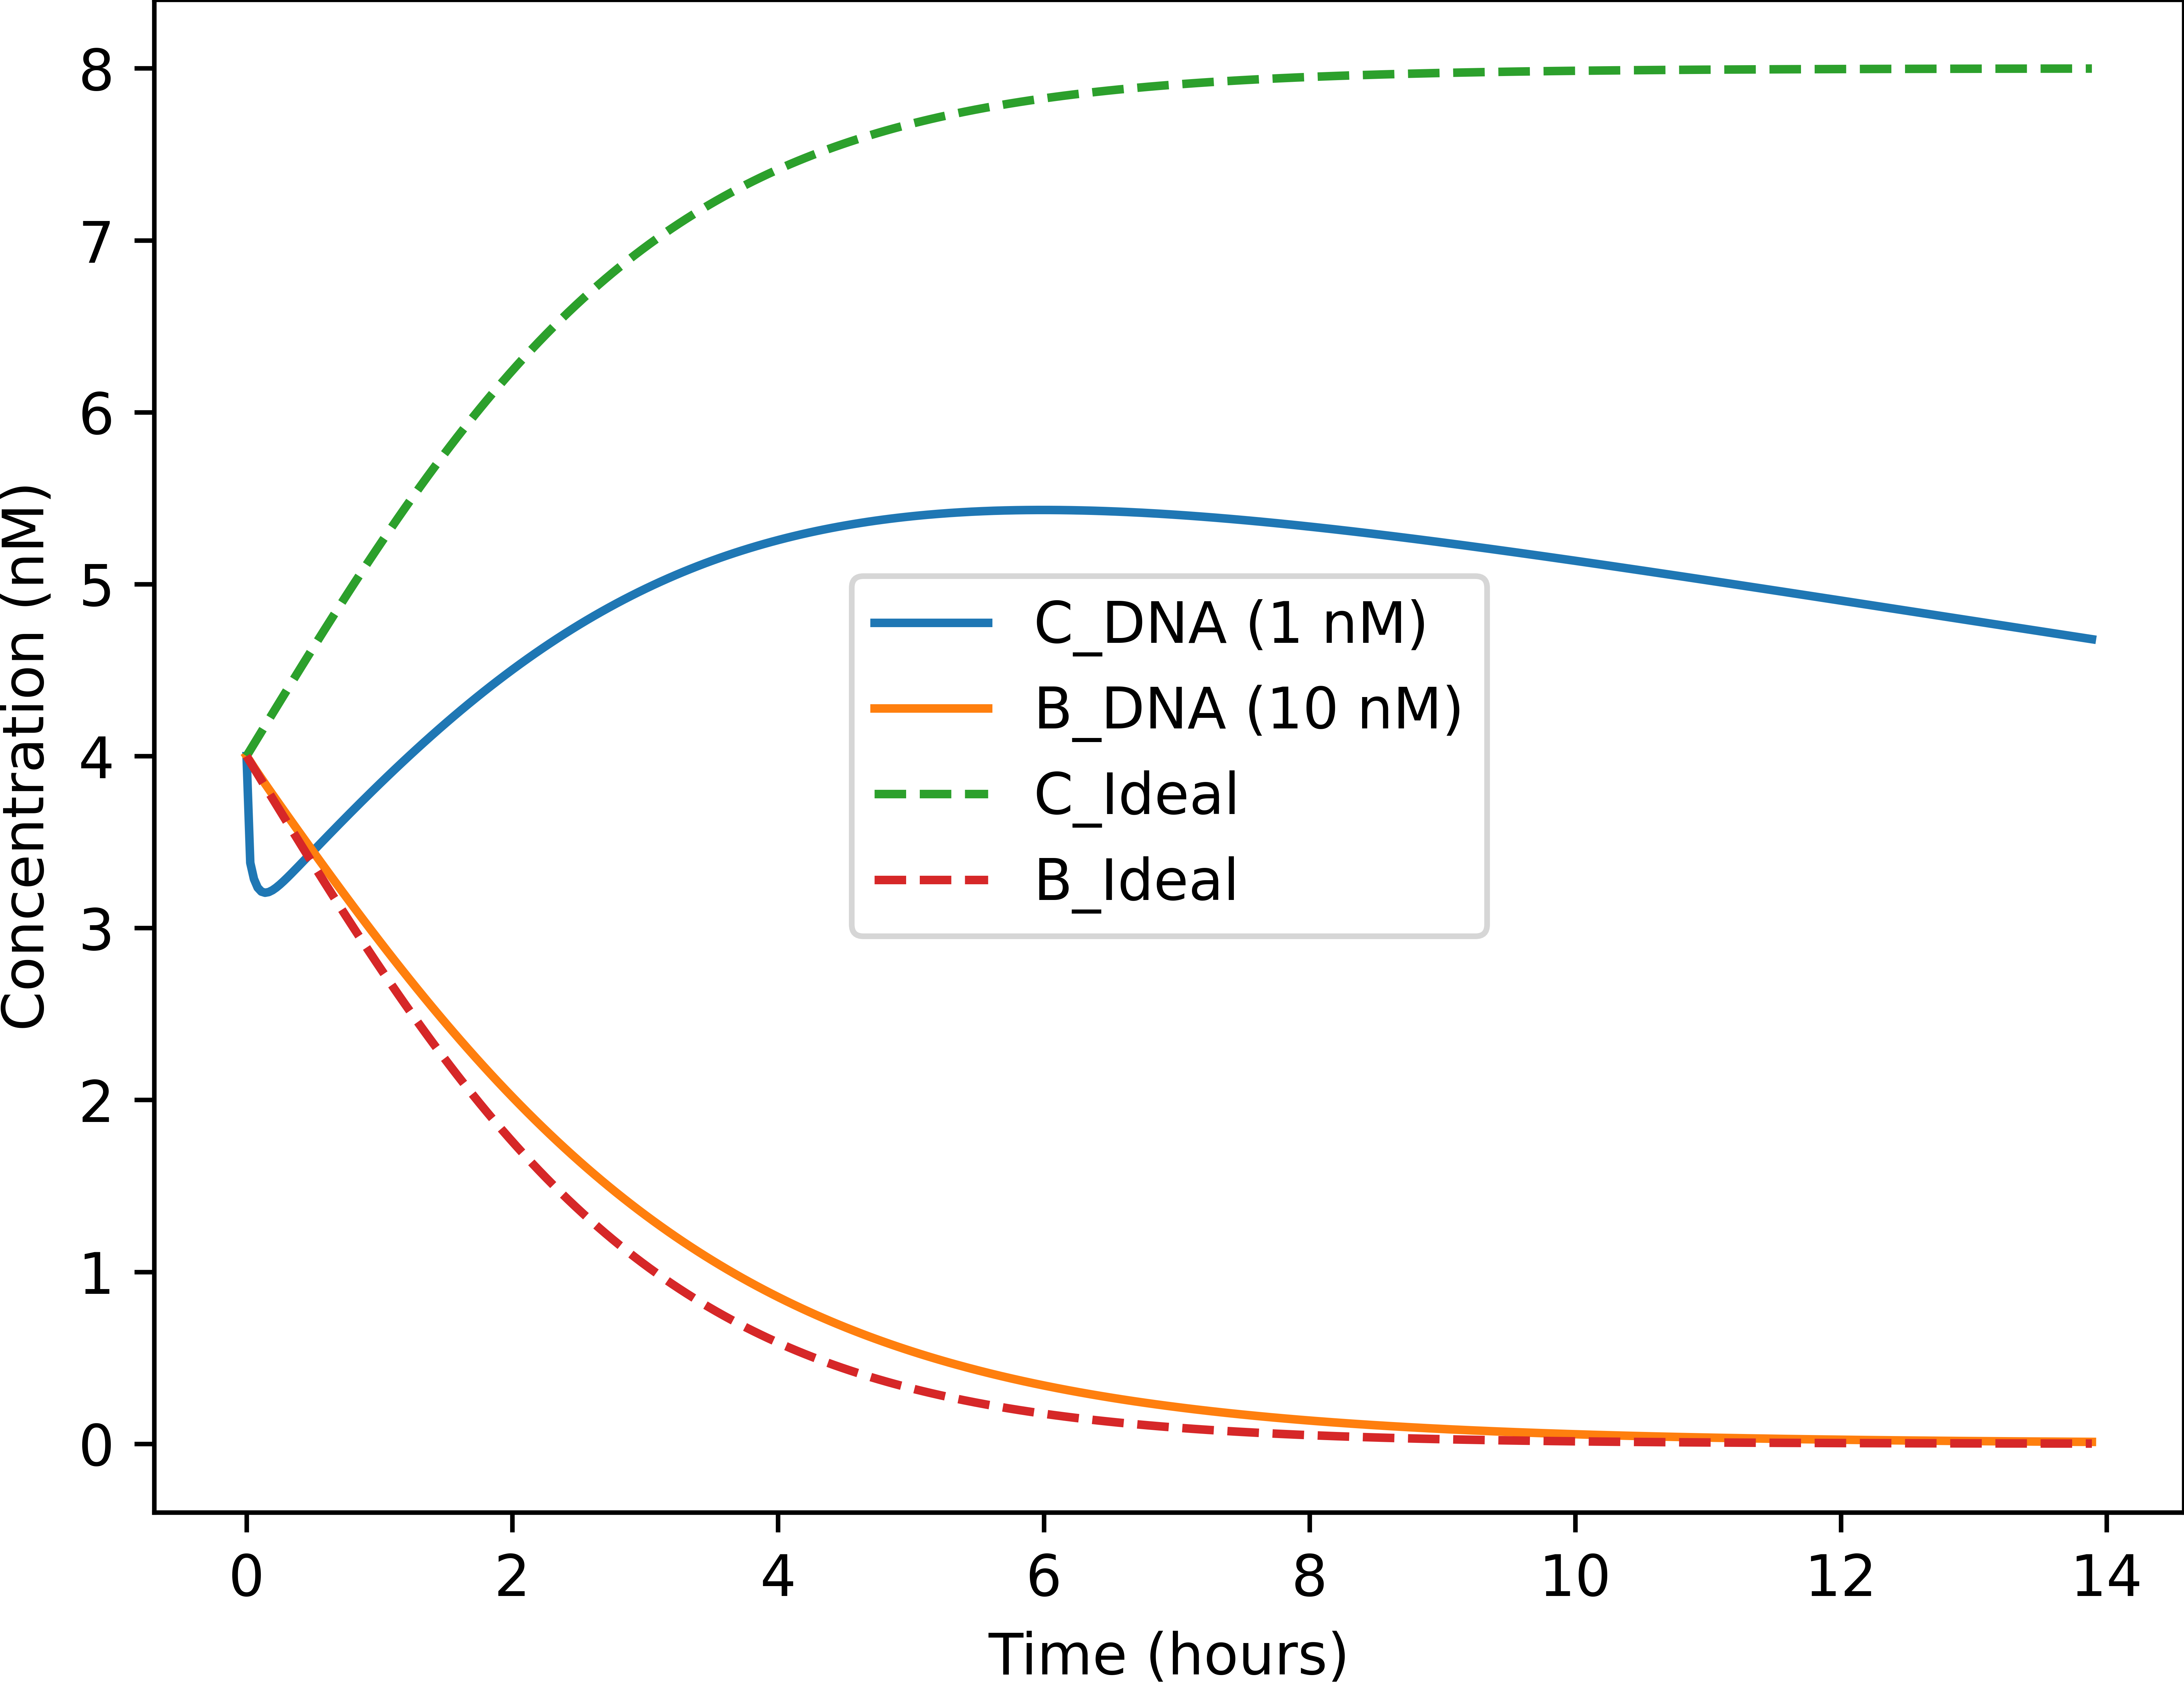 8
7
6
5
4
3
2
1
0
Concentration (nM)
C_DNA (1 nM)
B_DNA (10 nM)
C_Ideal
B_Ideal
0 2 4 6 8 10 12 14
Time (hours)